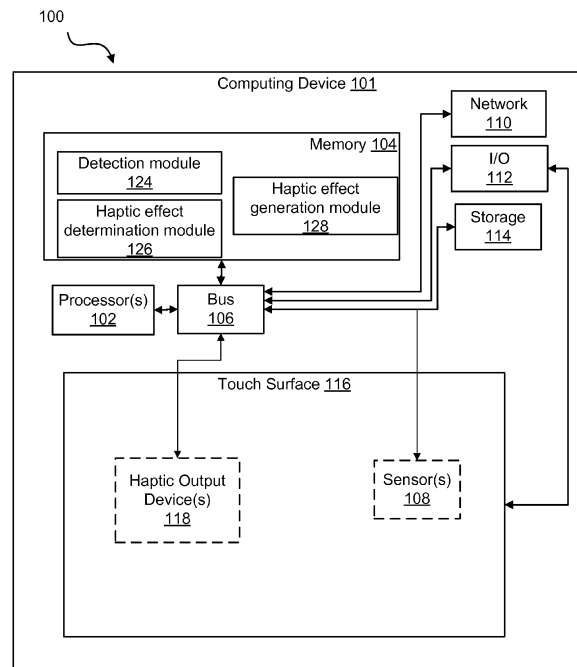 100
Computing Device 101
Network
110
Memory 104
I/O
112
Detection module
124
Haptic effect
generation module
128
Haptic effect
determination module
126
Storage
114
Processor(s)
102
Bus
106
Touch Surface 116
Haptic Output
Device(s)
118
Sensor(s)
108